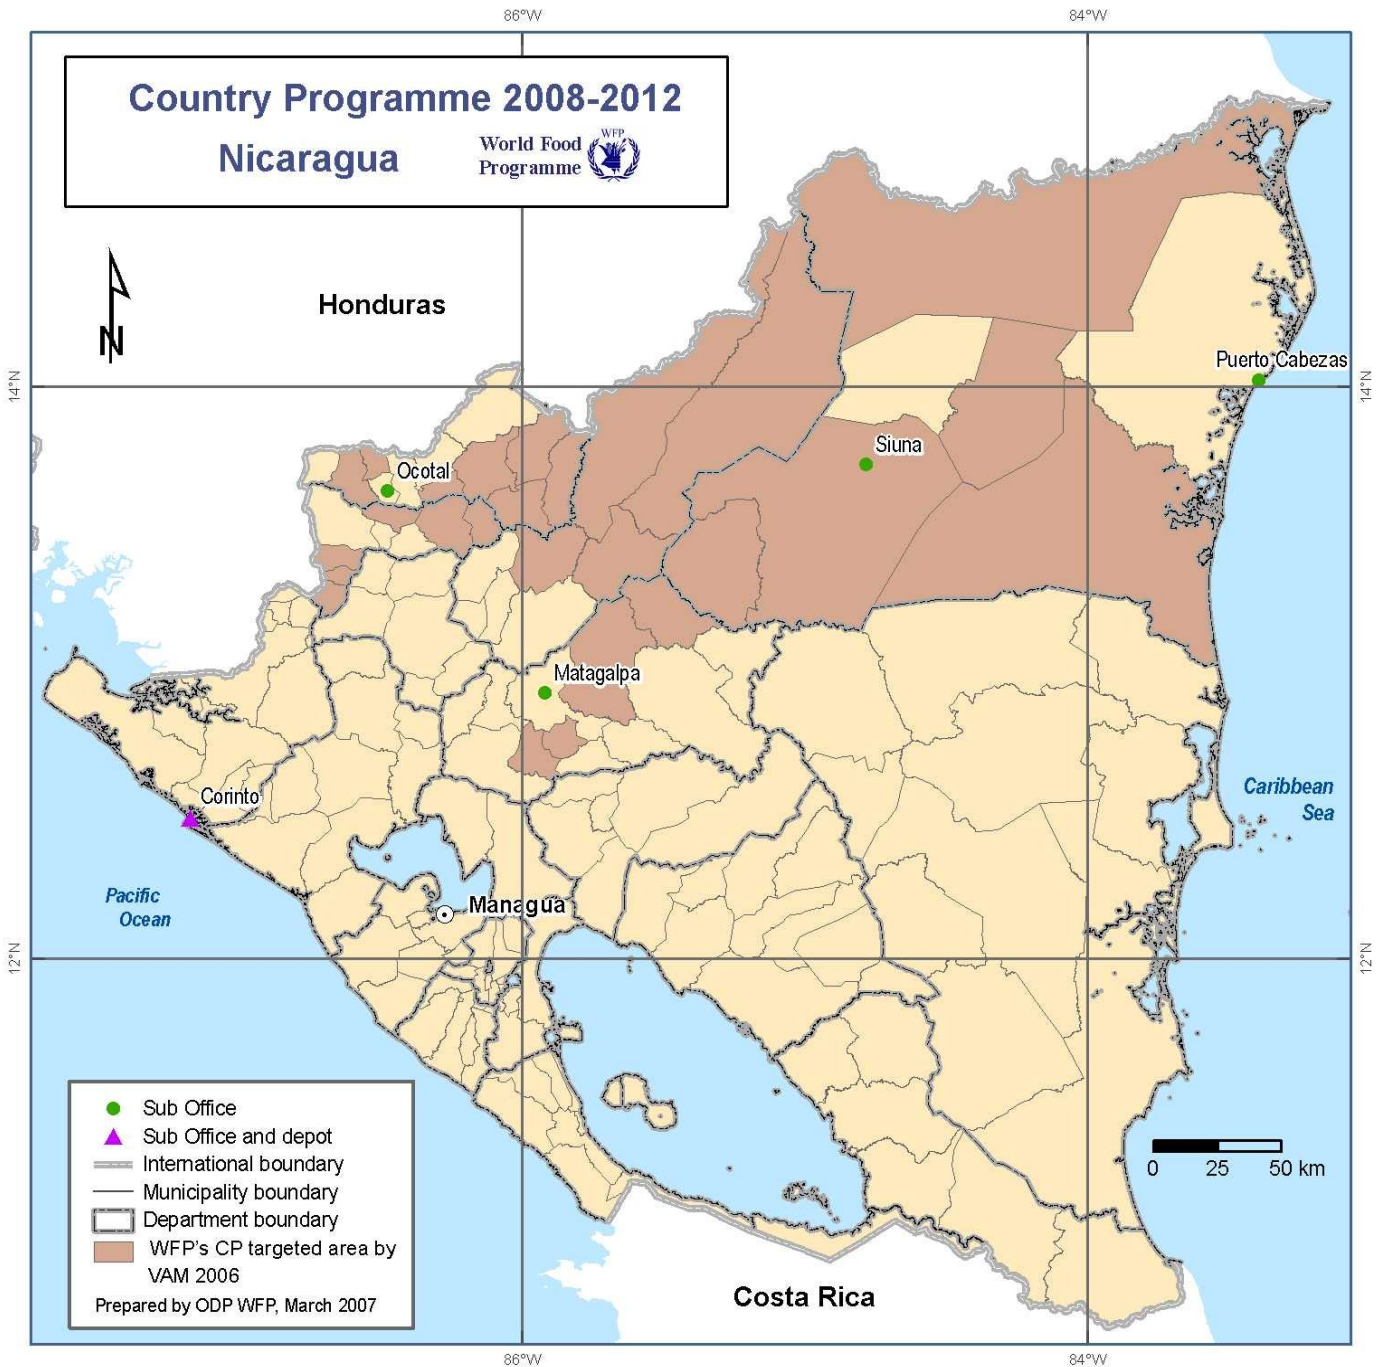 86°W
84°W
Country Programme 2008-2012
Nicaragua
World Food
Programme
WFP
N
Honduras
14°N
14°N
Puerto Cabezas
Siuna
Ocotal
Matagalpa
Corinto
Caribbean
Sea
Pacific
Ocean
Managua
12°N
12°N
Sub Office
Sub Office and depot
International boundary
Municipality boundary
Department boundary
WFP's CP targeted area by
VAM 2006
Prepared by ODP WFP, March 2007
0 25 50 km
Costa Rica
86°W
84°W